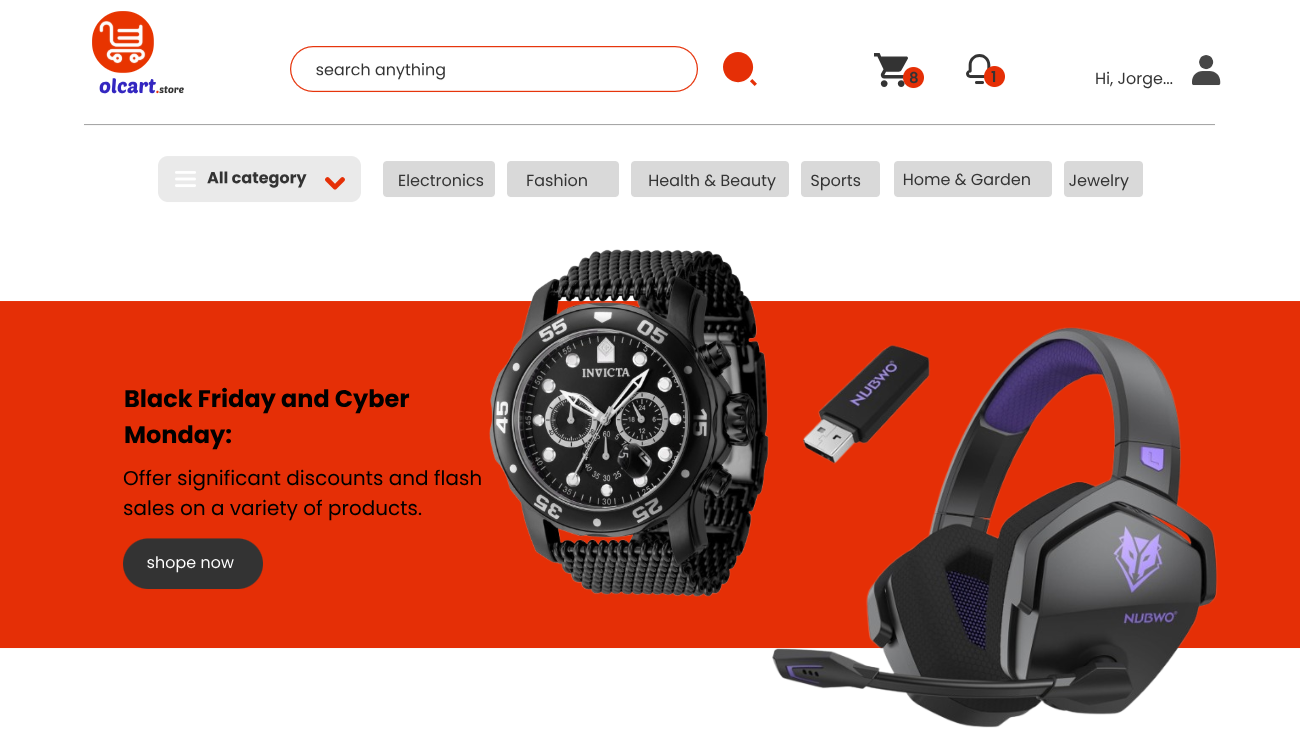 olcart.store
search anything
8
1
Hi, Jorge...
All category
Electronics
Fashion
Health & Beauty
Sports
Home & Garden
Jewelry
Black Friday and Cyber
Monday:
Offer significant discounts and flash
sales on a variety of products.
shope now
55
05
45
15
35
25
INVICTA
NUBWO
L
NUBWO